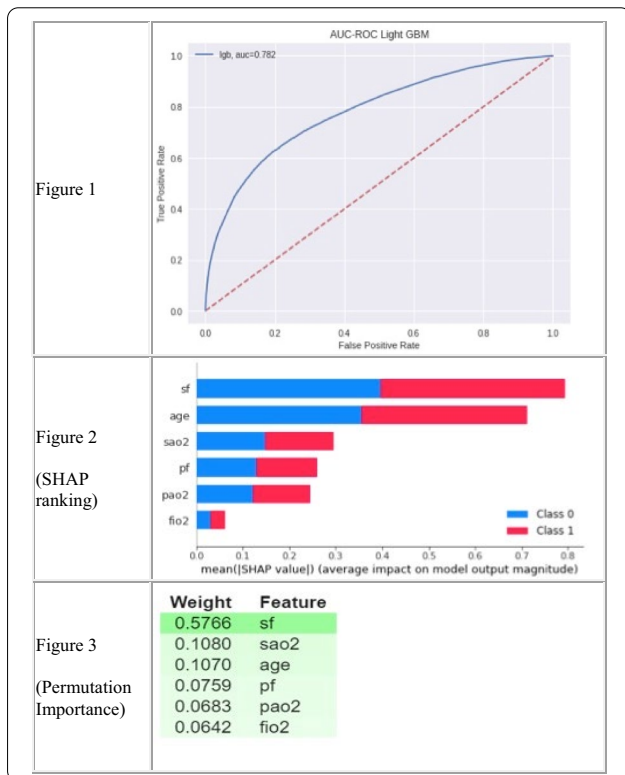 Figure 1
AUC-ROC Light GBM
lgb, auc=0.782
True Positive Rate
1.0
0.8
0.6
0.4
0.2
0.0
0.0 0.2 0.4 0.6 0.8 1.0
False Positive Rate
Figure 2
(SHAP
ranking)
sf
age
sao2
pf
pao2
fio2
Class 0
Class 1
0.0 0.1 0.2 0.3 0.4 0.5 0.6 0.7 0.8
mean(|SHAP value|) (average impact on model output magnitude)
Figure 3
(Permutation
Importance)
Weight Feature
0.5766 sf
0.1080 sao2
0.1070 age
0.0759 pf
0.0683 pao2
0.0642 fio2